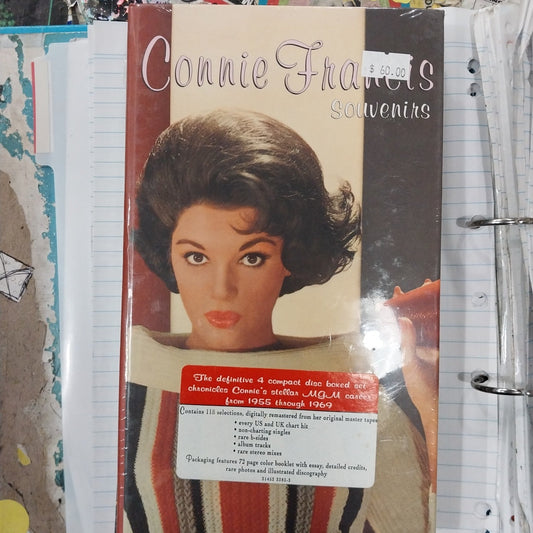 Connie Francis
$ 60.00
Souvenirs
The definitive 4 compact disc boxed set
chronicles Connie's stellar MGM career
from 1955 through 1969
Contains 118 selections, digitally remastered from her original master tapes
• every US and UK chart hit
• non-charting singles
• rare b-sides
• album tracks
• rare stereo mixes
Packaging features 72 page color booklet with essay, detailed credits,
rare photos and illustrated discography